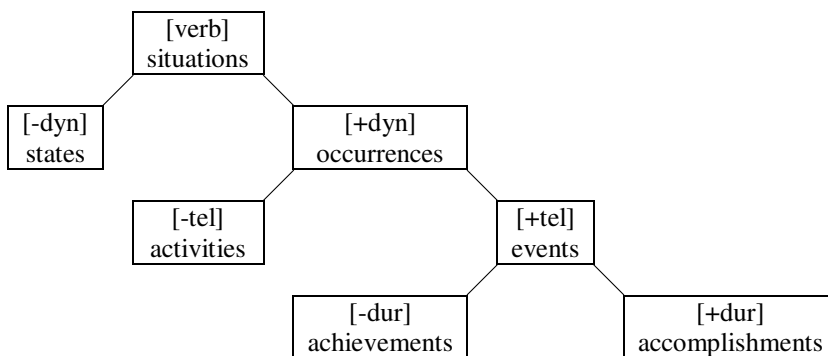 [verb]
situations
[-dyn]
states
[+dyn]
occurrences
[-tel]
activities
[+tel]
events
[-dur]
achievements
[+dur]
accomplishments